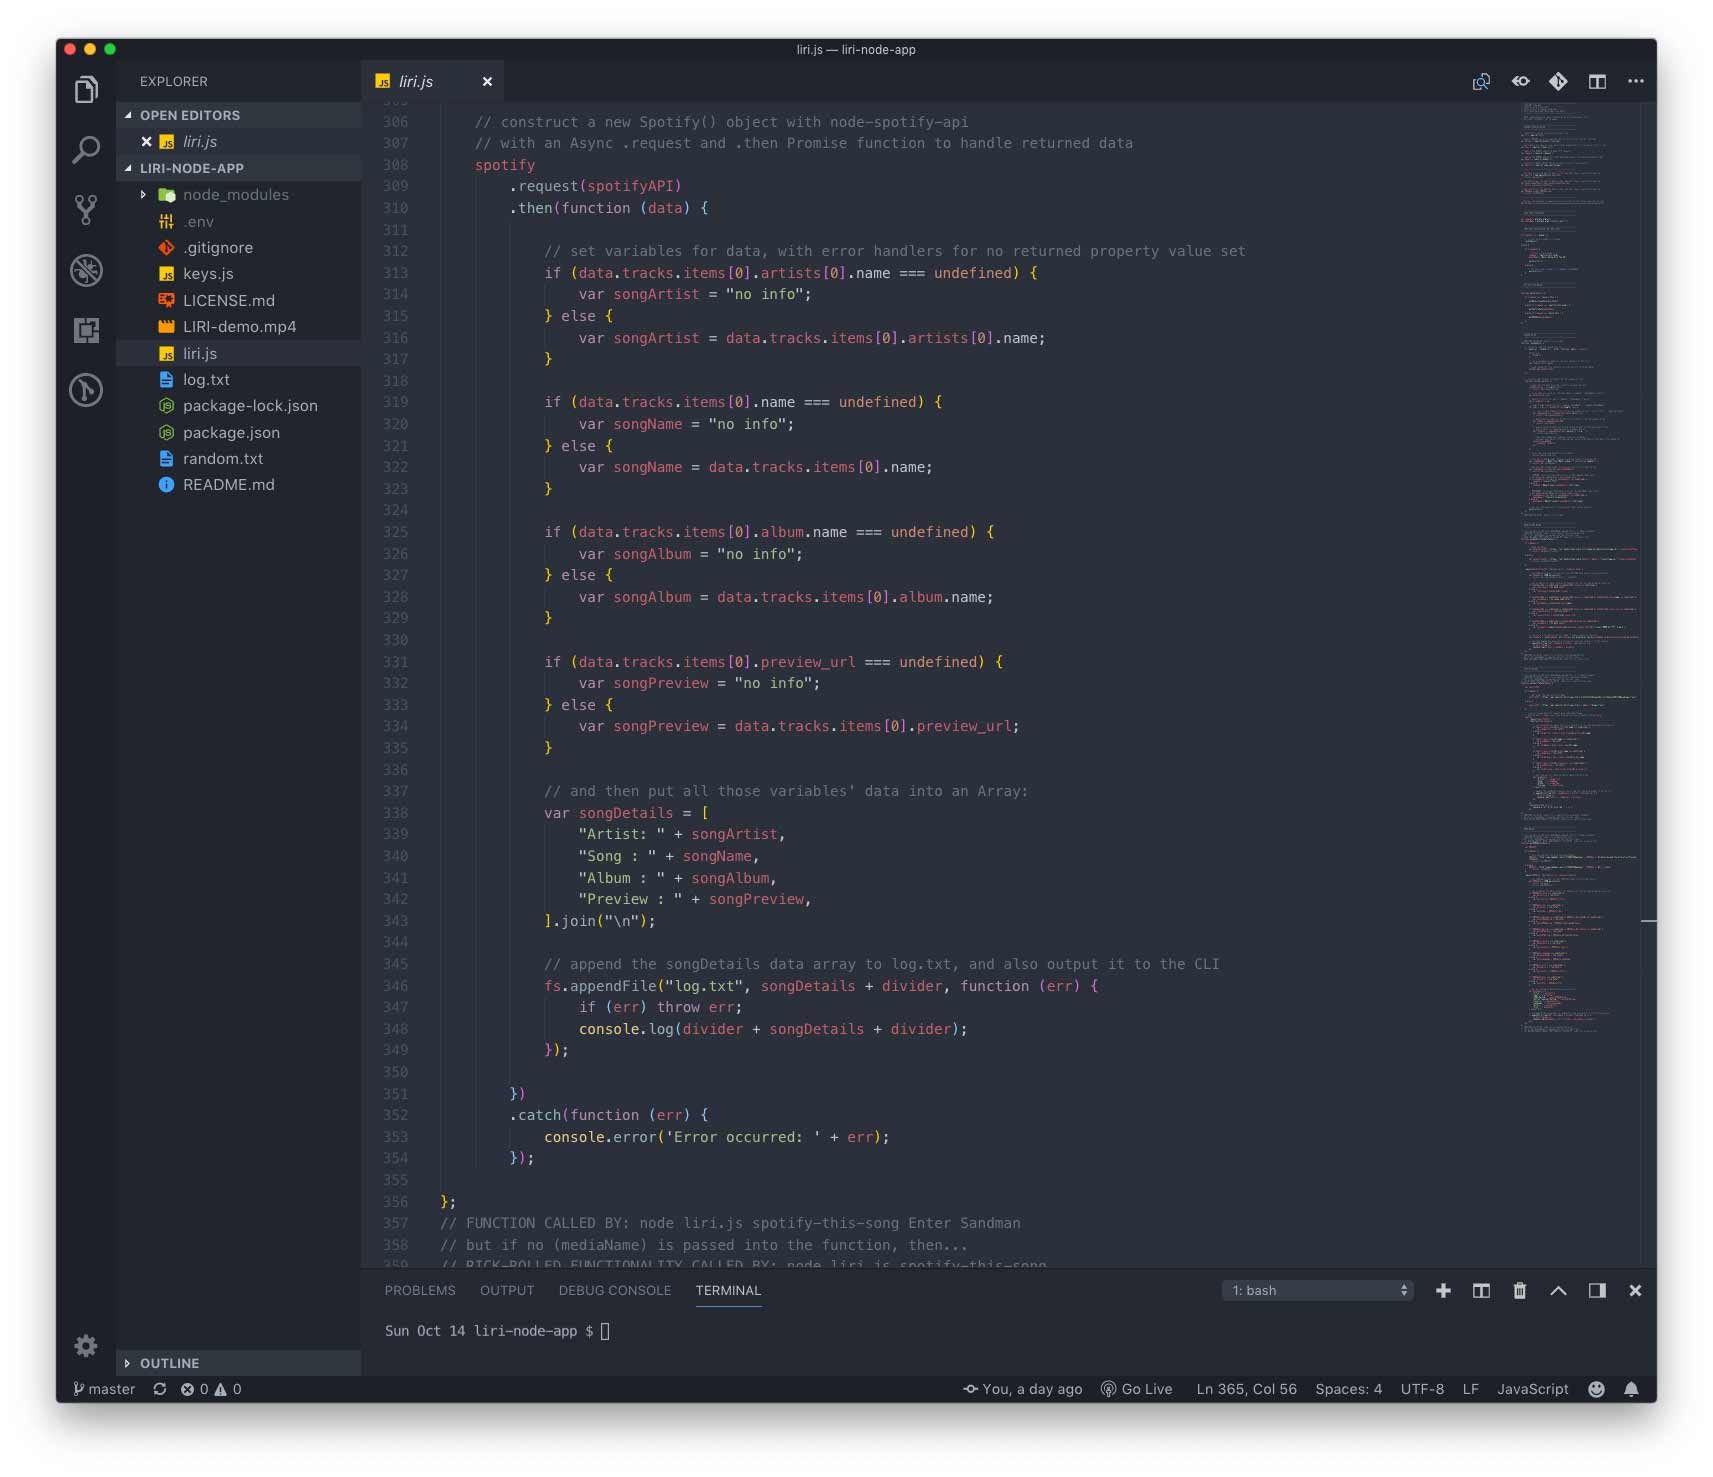 liri.js — liri-node-app
EXPLORER
OPEN EDITORS
liri.js
LIRI-NODE-APP
node_modules
.env
.gitignore
keys.js
LICENSE.md
LIRI-demo.mp4
liri.js
log.txt
package-lock.json
package.json
random.txt
README.md
OUTLINE
liri.js
305
306 // construct a new Spotify() object with node-spotify-api
307 // with an Async .request and .then Promise function to handle returned data
308 spotify
309 .request(spotifyAPI)
310 .then(function (data) {
311
312 // set variables for data, with error handlers for no returned property value set
313 if (data.tracks.items[0].artists[0].name === undefined) {
314 var songArtist = "no info";
315 } else {
316 var songArtist = data.tracks.items[0].artists[0].name;
317 }
318
319 if (data.tracks.items[0].name === undefined) {
320 var songName = "no info";
321 } else {
322 var songName = data.tracks.items[0].name;
323 }
324
325 if (data.tracks.items[0].album.name === undefined) {
326 var songAlbum = "no info";
327 } else {
328 var songAlbum = data.tracks.items[0].album.name;
329 }
330
331 if (data.tracks.items[0].preview_url === undefined) {
332 var songPreview = "no info";
333 } else {
334 var songPreview = data.tracks.items[0].preview_url;
335 }
336
337 // and then put all those variables' data into an Array:
338 var songDetails = [
339 "Artist: " + songArtist,
340 "Song : " + songName,
341 "Album : " + songAlbum,
342 "Preview : " + songPreview,
343 ].join("\n");
344
345 // append the songDetails data array to log.txt, and also output it to the CLI
346 fs.appendFile("log.txt", songDetails + divider, function (err) {
347 if (err) throw err;
348 console.log(divider + songDetails + divider);
349 });
350
351 })
352 .catch(function (err) {
353 console.error('Error occurred: ' + err);
354 });
355
356 };
357 // FUNCTION CALLED BY: node liri.js spotify-this-song Enter Sandman
358 // but if no (mediaName) is passed into the function, then...
359 // RICK-ROLLED FUNCTIONALITY CALLED BY: node liri.js spotify-this-song
PROBLEMS OUTPUT DEBUG CONSOLE TERMINAL 1: bash
Sun Oct 14 liri-node-app $
master 0 0 You, a day ago Go Live Ln 365, Col 56 Spaces: 4 UTF-8 LF JavaScript